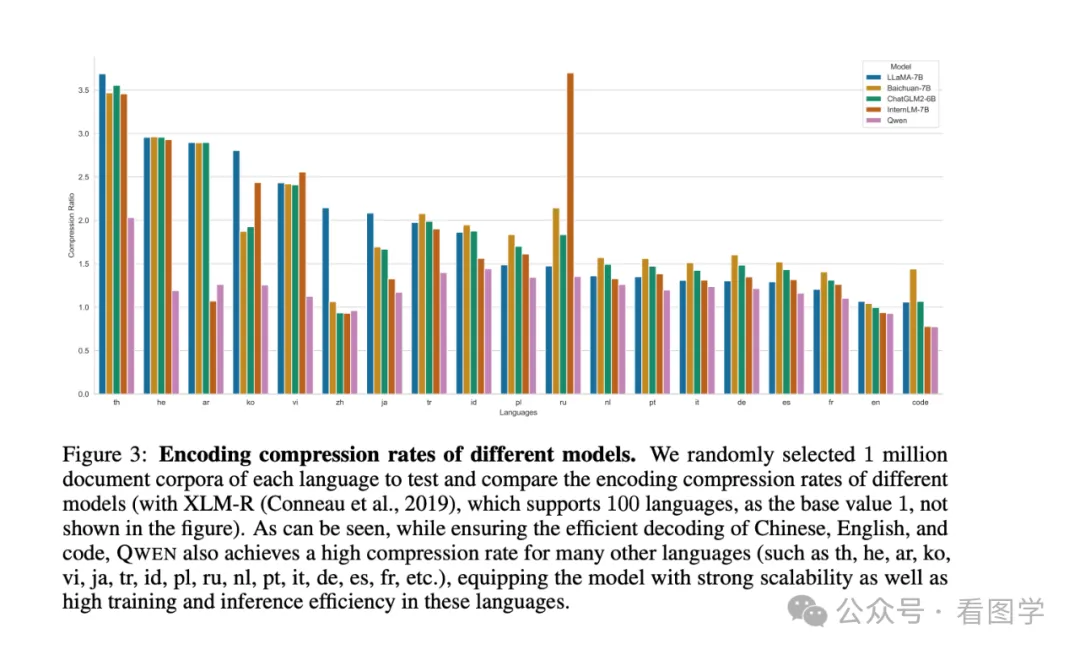 Model
LLaMA-7B
Baichuan-7B
ChatGLM2-6B
InternLM-7B
Qwen
3.5
3.0
2.5
2.0
1.5
1.0
0.5
0.0
Compression Ratio
th he ar ko vi zh ja tr id pl ru nl pt it de es fr en code
Languages
Figure 3: Encoding compression rates of different models. We randomly selected 1 million
document corpora of each language to test and compare the encoding compression rates of different
models (with XLM-R (Conneau et al., 2019), which supports 100 languages, as the base value 1, not
shown in the figure). As can be seen, while ensuring the efficient decoding of Chinese, English, and
code, QWEN also achieves a high compression rate for many other languages (such as th, he, ar, ko,
vi, ja, tr, id, pl, ru, nl, pt, it, de, es, fr, etc.), equipping the model with strong scalability as well as
high training and inference efficiency in these languages.
公众号 · 看图学